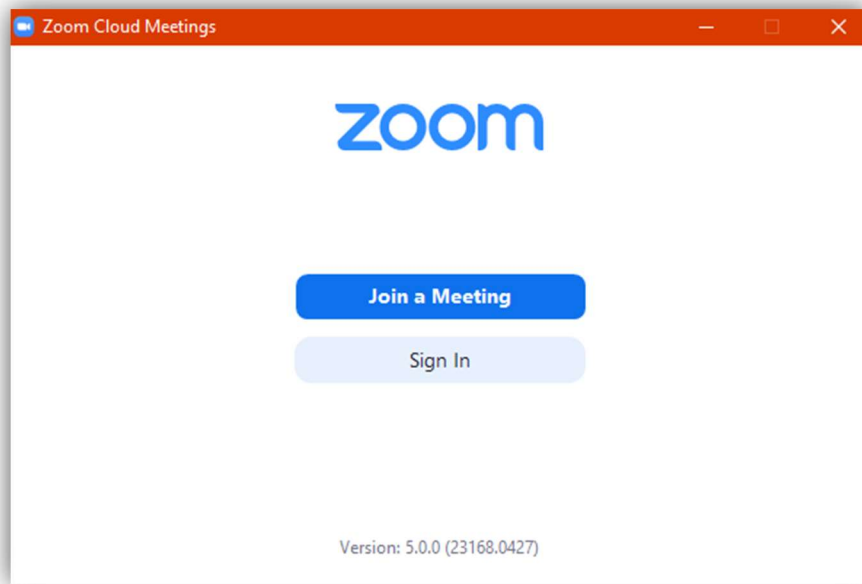 Zoom Cloud Meetings
zoom
Join a Meeting
Sign In
Version: 5.0.0 (23168.0427)